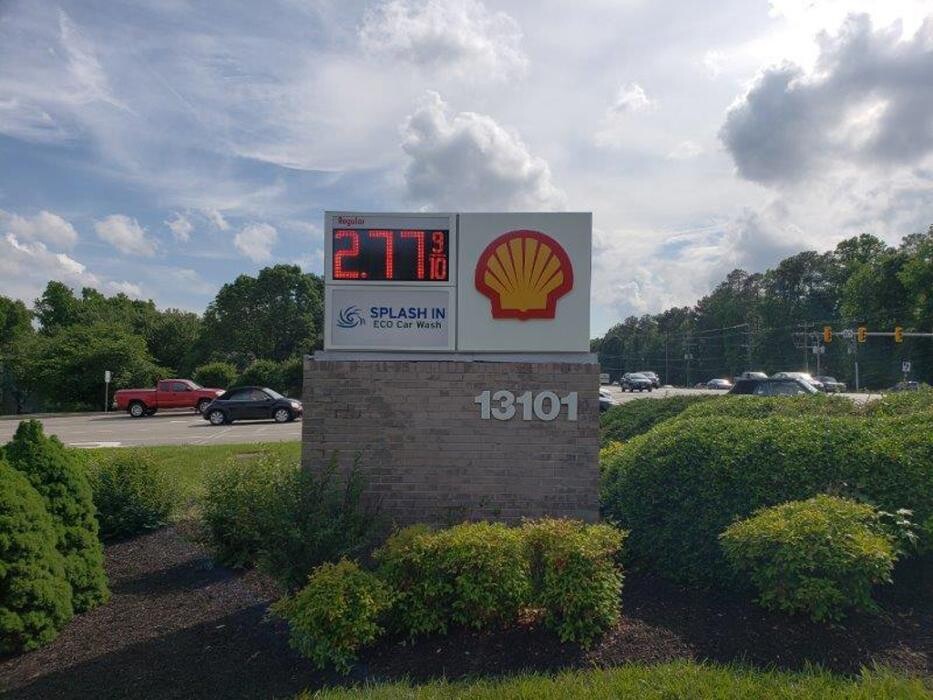 Regular
2.77 9/10
SPLASH IN
ECO Car Wash
13101